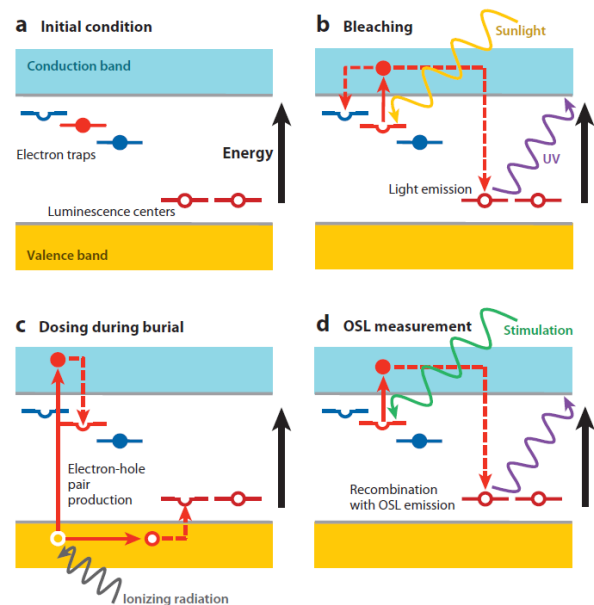 a Initial condition
Conduction band
Electron traps
Energy
Luminescence centers
Valence band
b Bleaching
Sunlight
UV
Light emission
c Dosing during burial
Electron-hole
pair
production
Ionizing radiation
d OSL measurement
Stimulation
Recombination
with OSL emission